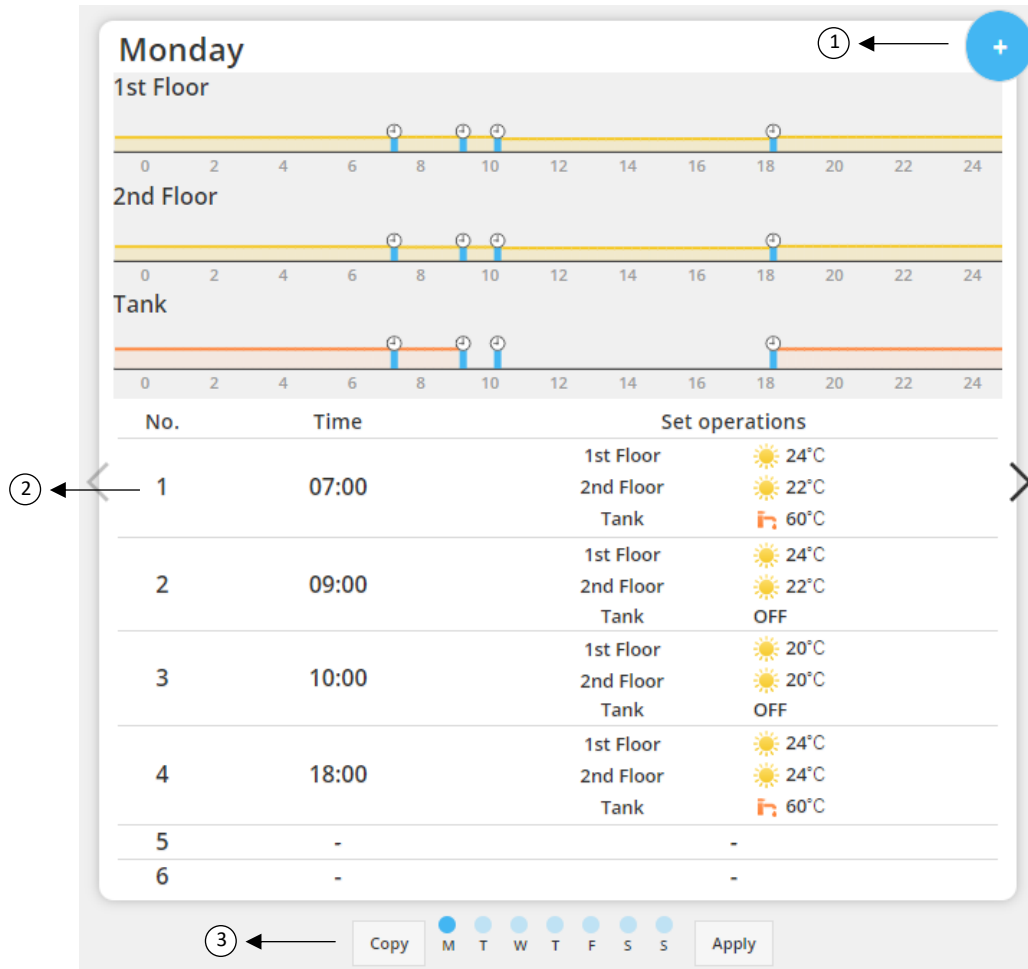 Monday
1 +
1st Floor
0 2 4 6 8 10 12 14 16 18 20 22 24
2nd Floor
0 2 4 6 8 10 12 14 16 18 20 22 24
Tank
0 2 4 6 8 10 12 14 16 18 20 22 24
No. Time Set operations
1st Floor 24°C
2 1 07:00 2nd Floor 22°C
Tank 60°C
1st Floor 24°C
2 09:00 2nd Floor 22°C
Tank OFF
1st Floor 20°C
3 10:00 2nd Floor 20°C
Tank OFF
1st Floor 24°C
4 18:00 2nd Floor 24°C
Tank 60°C
5 - -
6 - -
3 Copy M T W T F S S Apply